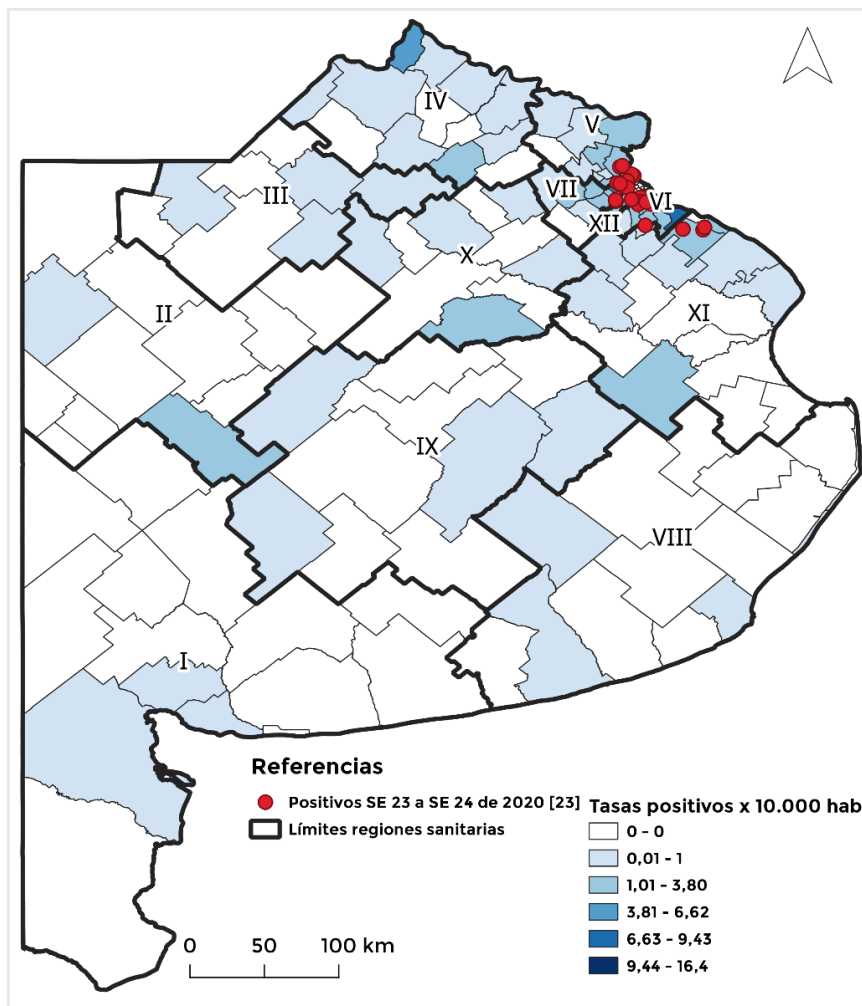 IV
V
III
VII
VI
XII
X
II
XI
IX
VIII
I
Referencias
Positivos SE 23 a SE 24 de 2020 [23]
Límites regiones sanitarias
Tasas positivos x 10.000 hab
0 - 0
0,01 - 1
1,01 - 3,80
3,81 - 6,62
6,63 - 9,43
9,44 - 16,4
0 50 100 km